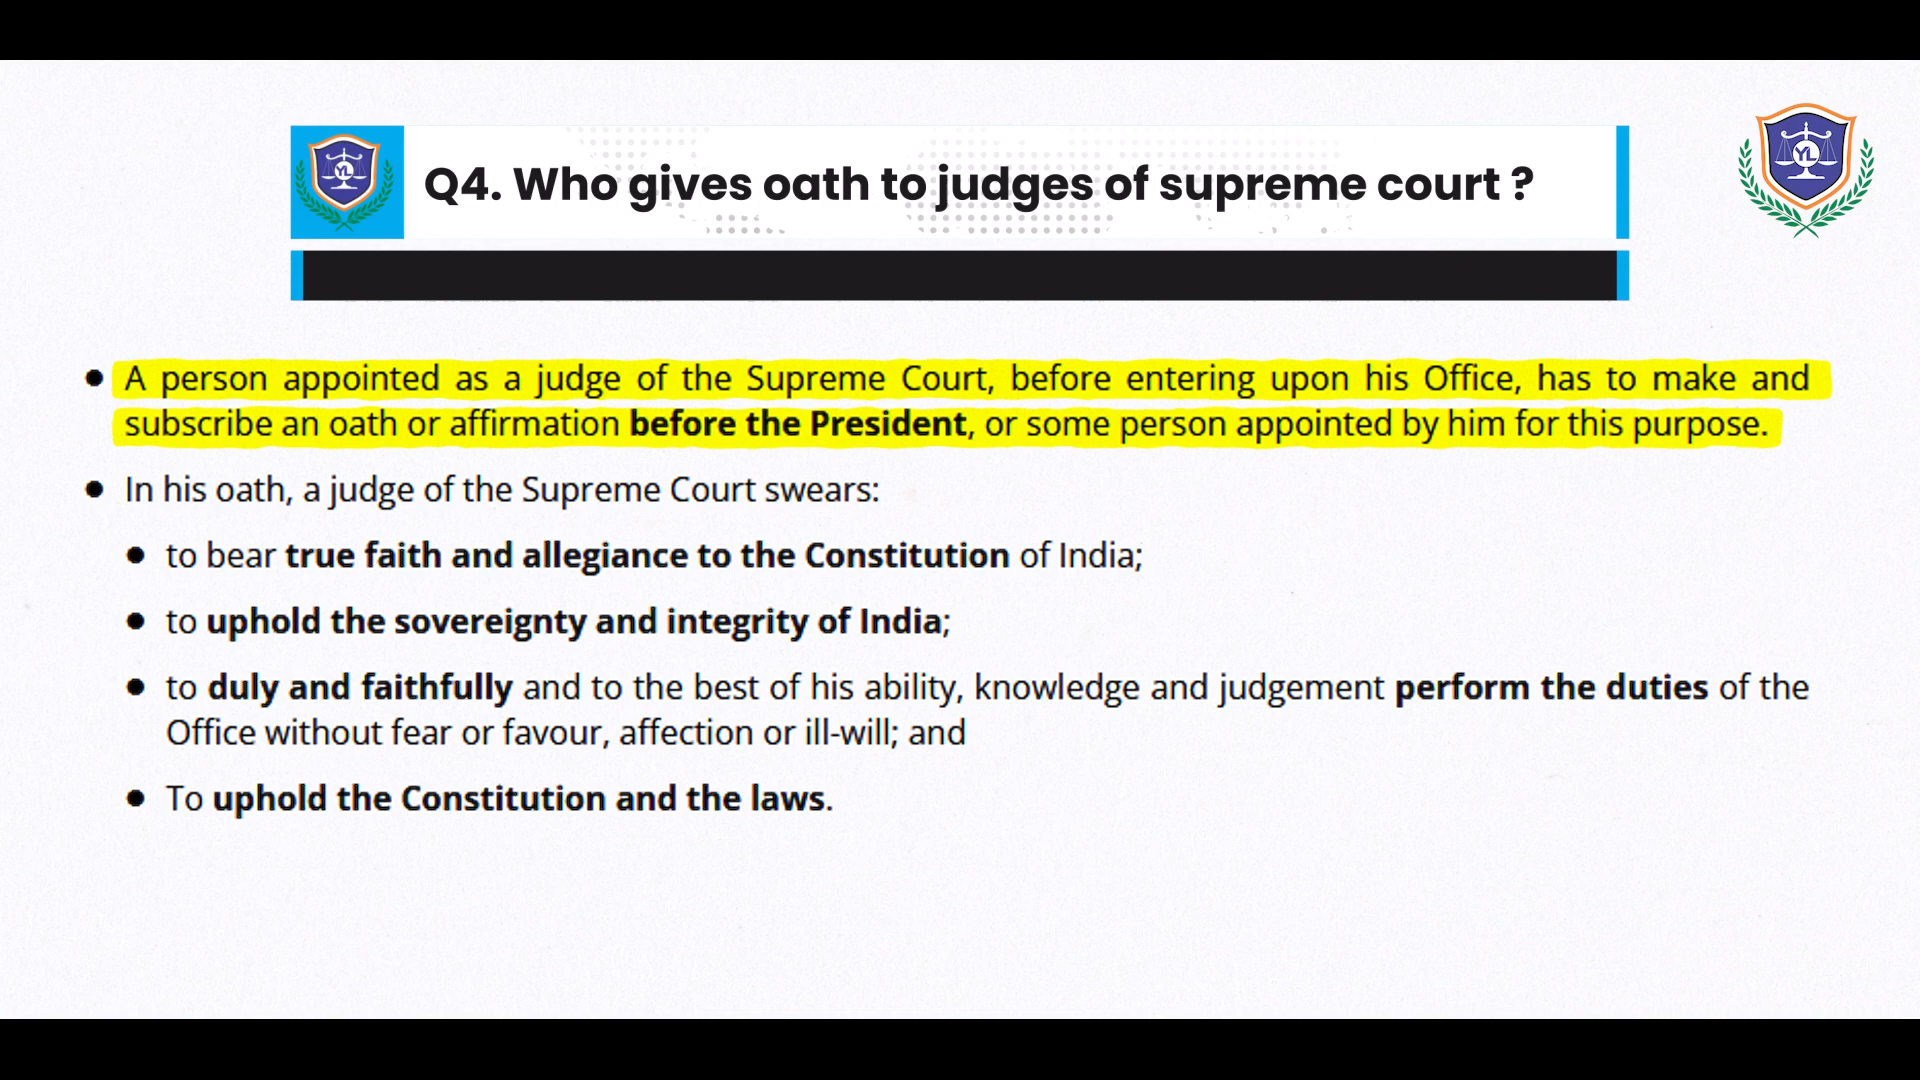 Q4. Who gives oath to judges of supreme court ?
YL
YL
● A person appointed as a judge of the Supreme Court, before entering upon his Office, has to make and
subscribe an oath or affirmation before the President, or some person appointed by him for this purpose.
● In his oath, a judge of the Supreme Court swears:
● to bear true faith and allegiance to the Constitution of India;
● to uphold the sovereignty and integrity of India;
● to duly and faithfully and to the best of his ability, knowledge and judgement perform the duties of the
Office without fear or favour, affection or ill-will; and
● To uphold the Constitution and the laws.